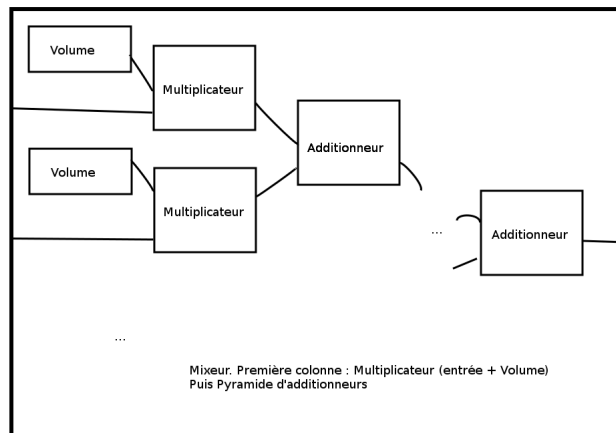 Volume
Multiplicateur
Additionneur
Volume
Multiplicateur
...
Additionneur
...
Mixeur. Première colonne : Multiplicateur (entrée + Volume)
Puis Pyramide d'additionneurs